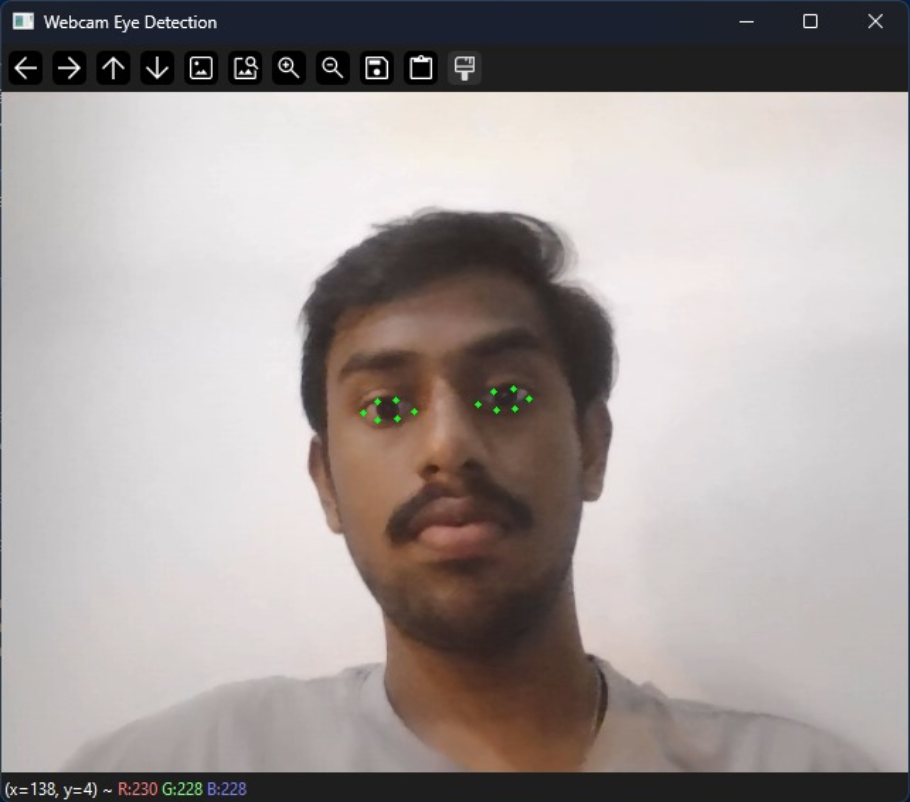 Webcam Eye Detection
(x=138, y=4) ~ R:230 G:228 B:228